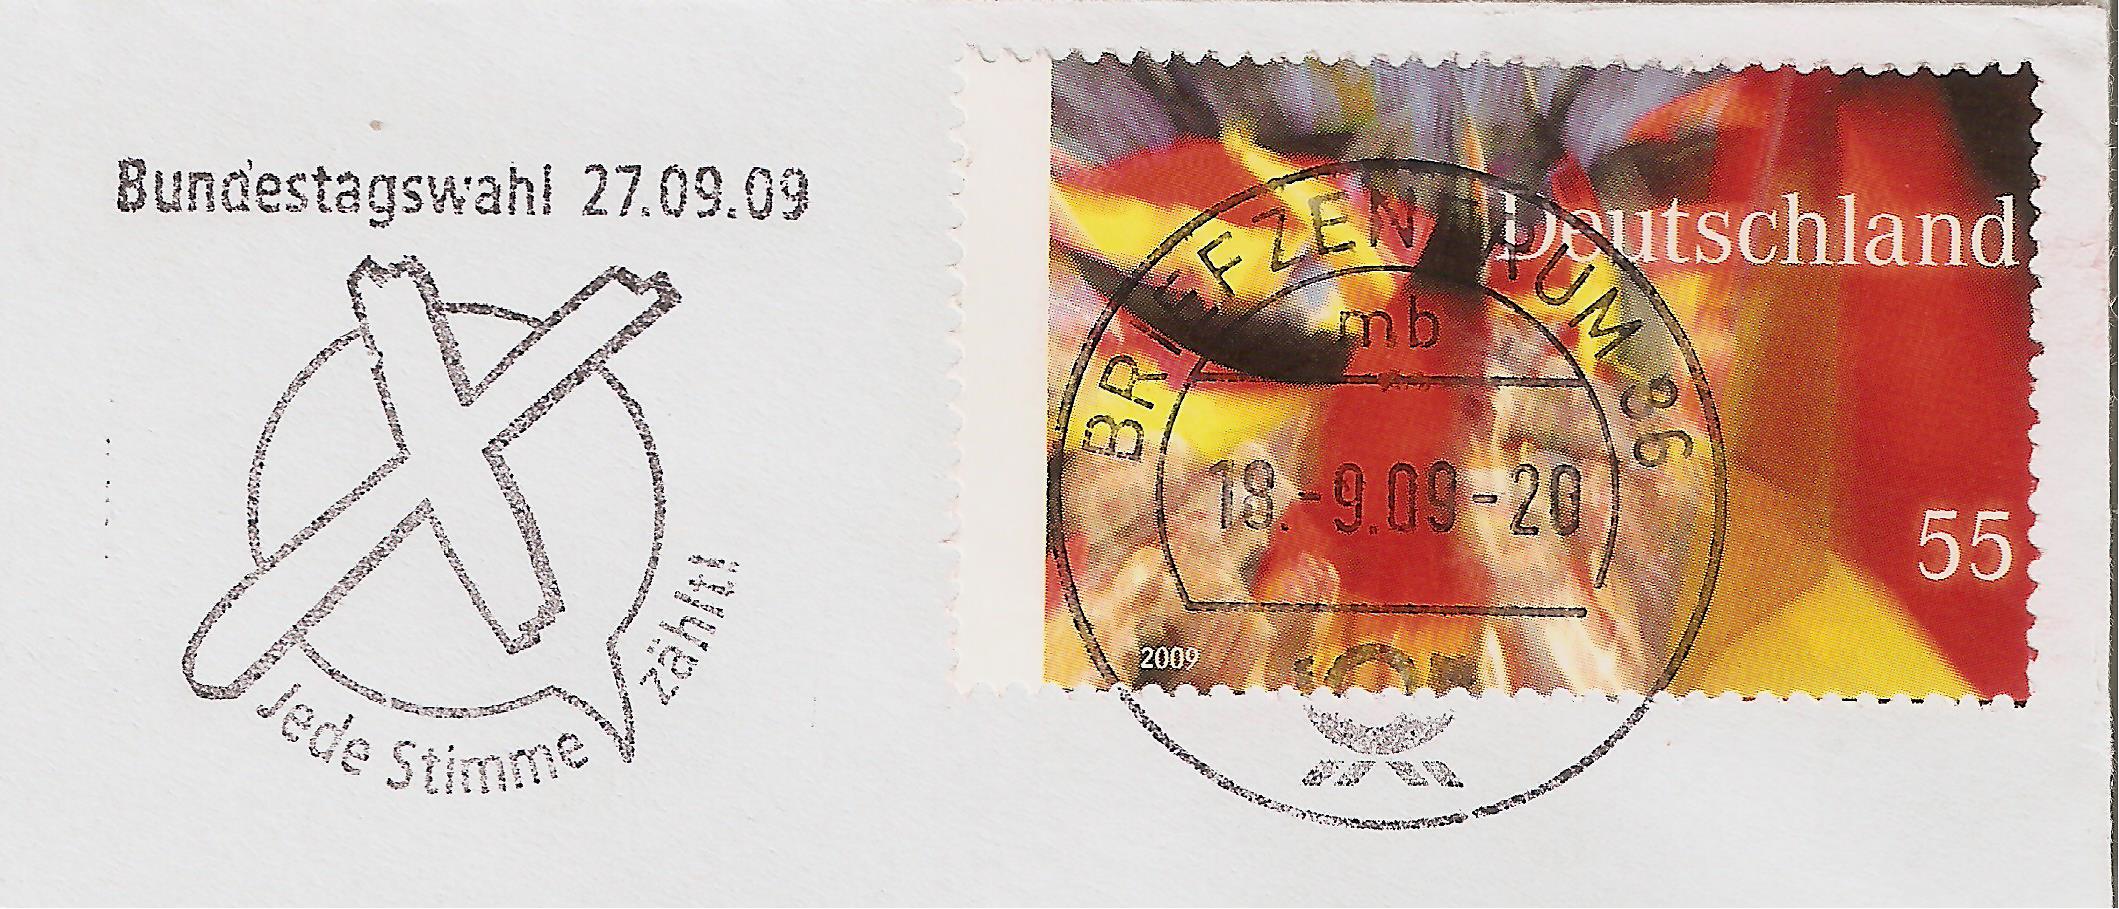 Bundestagswahl 27.09.09
Jede Stimme zählt!
Deutschland
55
2009
BRIEFZENTRUM 86
mb
18.-9.09-20